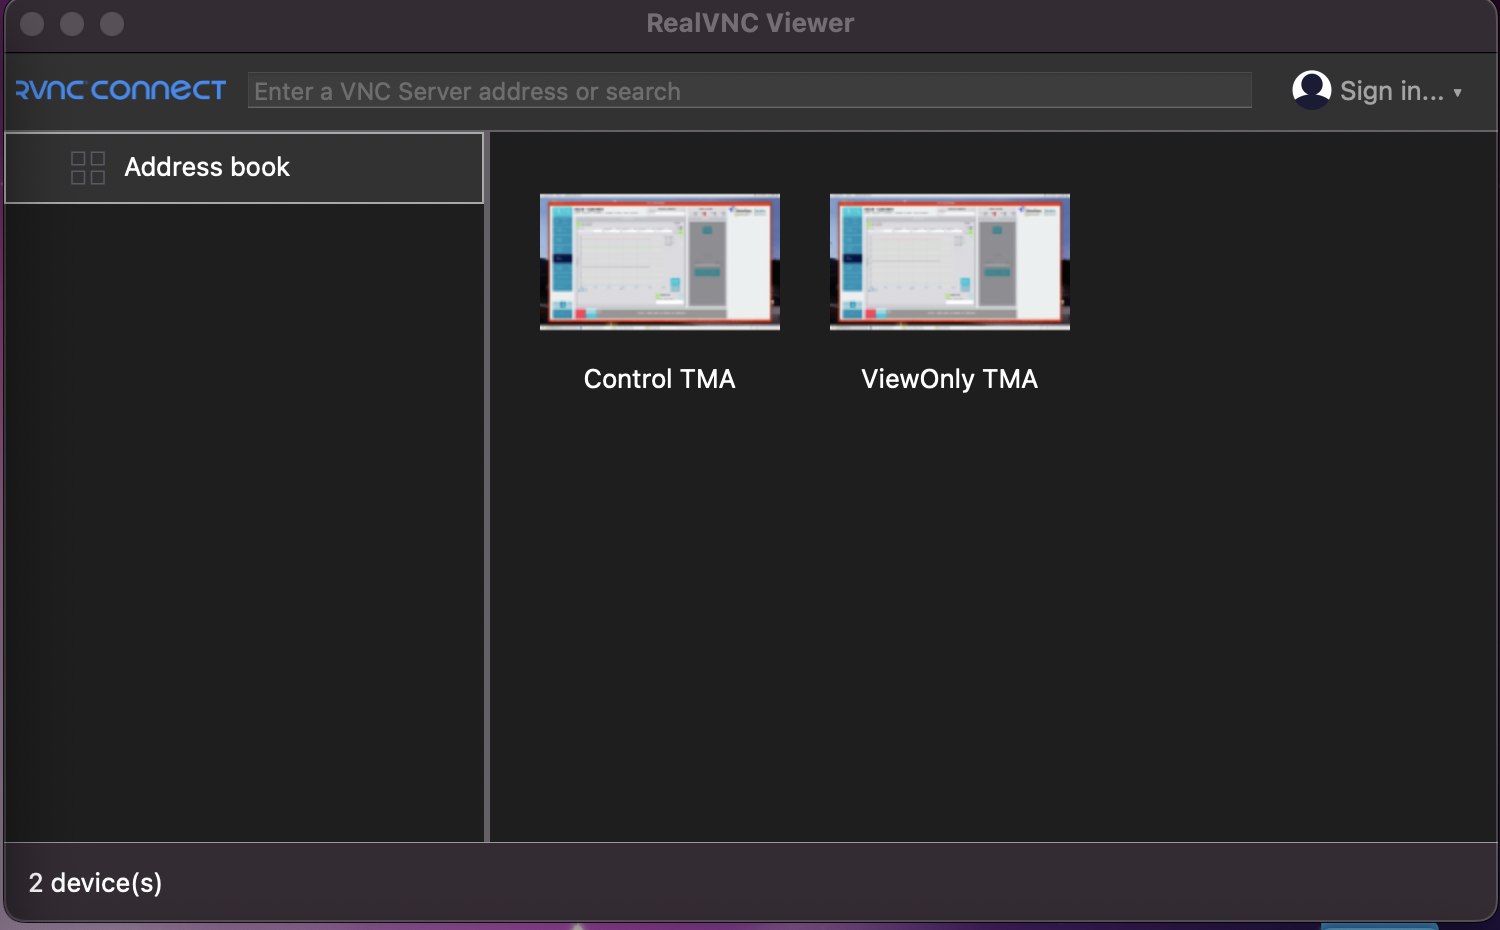 RealVNC Viewer
RVNC CONNECT
Enter a VNC Server address or search
Sign in...
Address book
Control TMA
ViewOnly TMA
2 device(s)